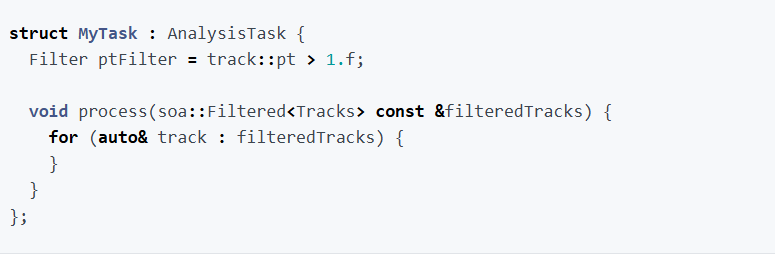 struct MyTask : AnalysisTask {
  Filter ptFilter = track::pt > 1.f;
  void process(soa::Filtered<Tracks> const &filteredTracks) {
    for (auto& track : filteredTracks) {
    }
  }
};